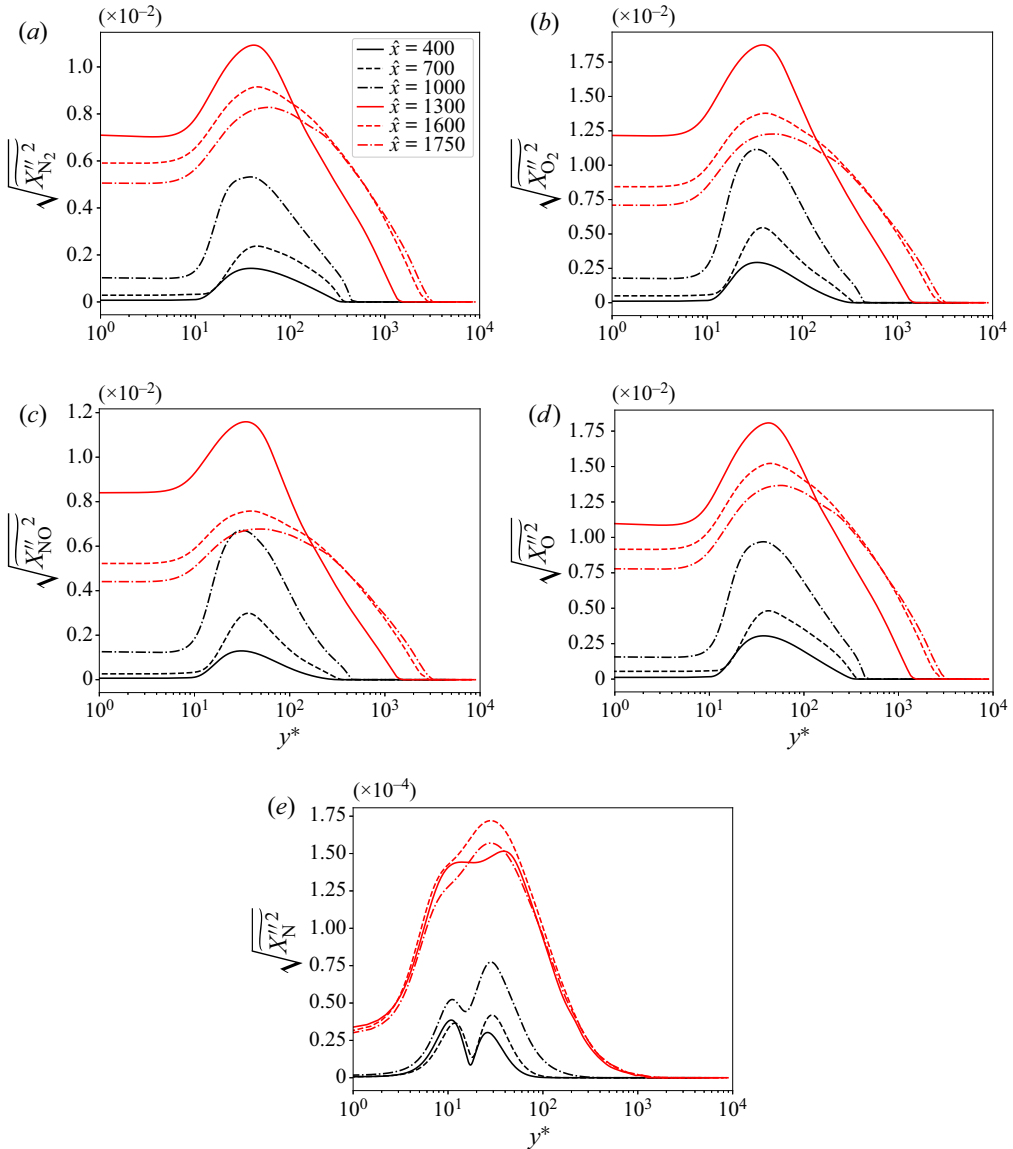 (a)
(×10⁻²)
1.0
0.8
0.6
0.4
0.2
0
√X″²N₂
10⁰ 10¹ 10² 10³ 10⁴
x̂ = 400
x̂ = 700
x̂ = 1000
x̂ = 1300
x̂ = 1600
x̂ = 1750
(b)
(×10⁻²)
1.75
1.50
1.25
1.00
0.75
0.50
0.25
0
√X″²O₂
10⁰ 10¹ 10² 10³ 10⁴
(c)
(×10⁻²)
1.2
1.0
0.8
0.6
0.4
0.2
0
√X″²NO
10⁰ 10¹ 10² 10³ 10⁴
y*
(d)
(×10⁻²)
1.75
1.50
1.25
1.00
0.75
0.50
0.25
0
√X″²O
10⁰ 10¹ 10² 10³ 10⁴
y*
(e)
(×10⁻⁴)
1.75
1.50
1.25
1.00
0.75
0.50
0.25
0
√X″²N
10⁰ 10¹ 10² 10³ 10⁴
y*